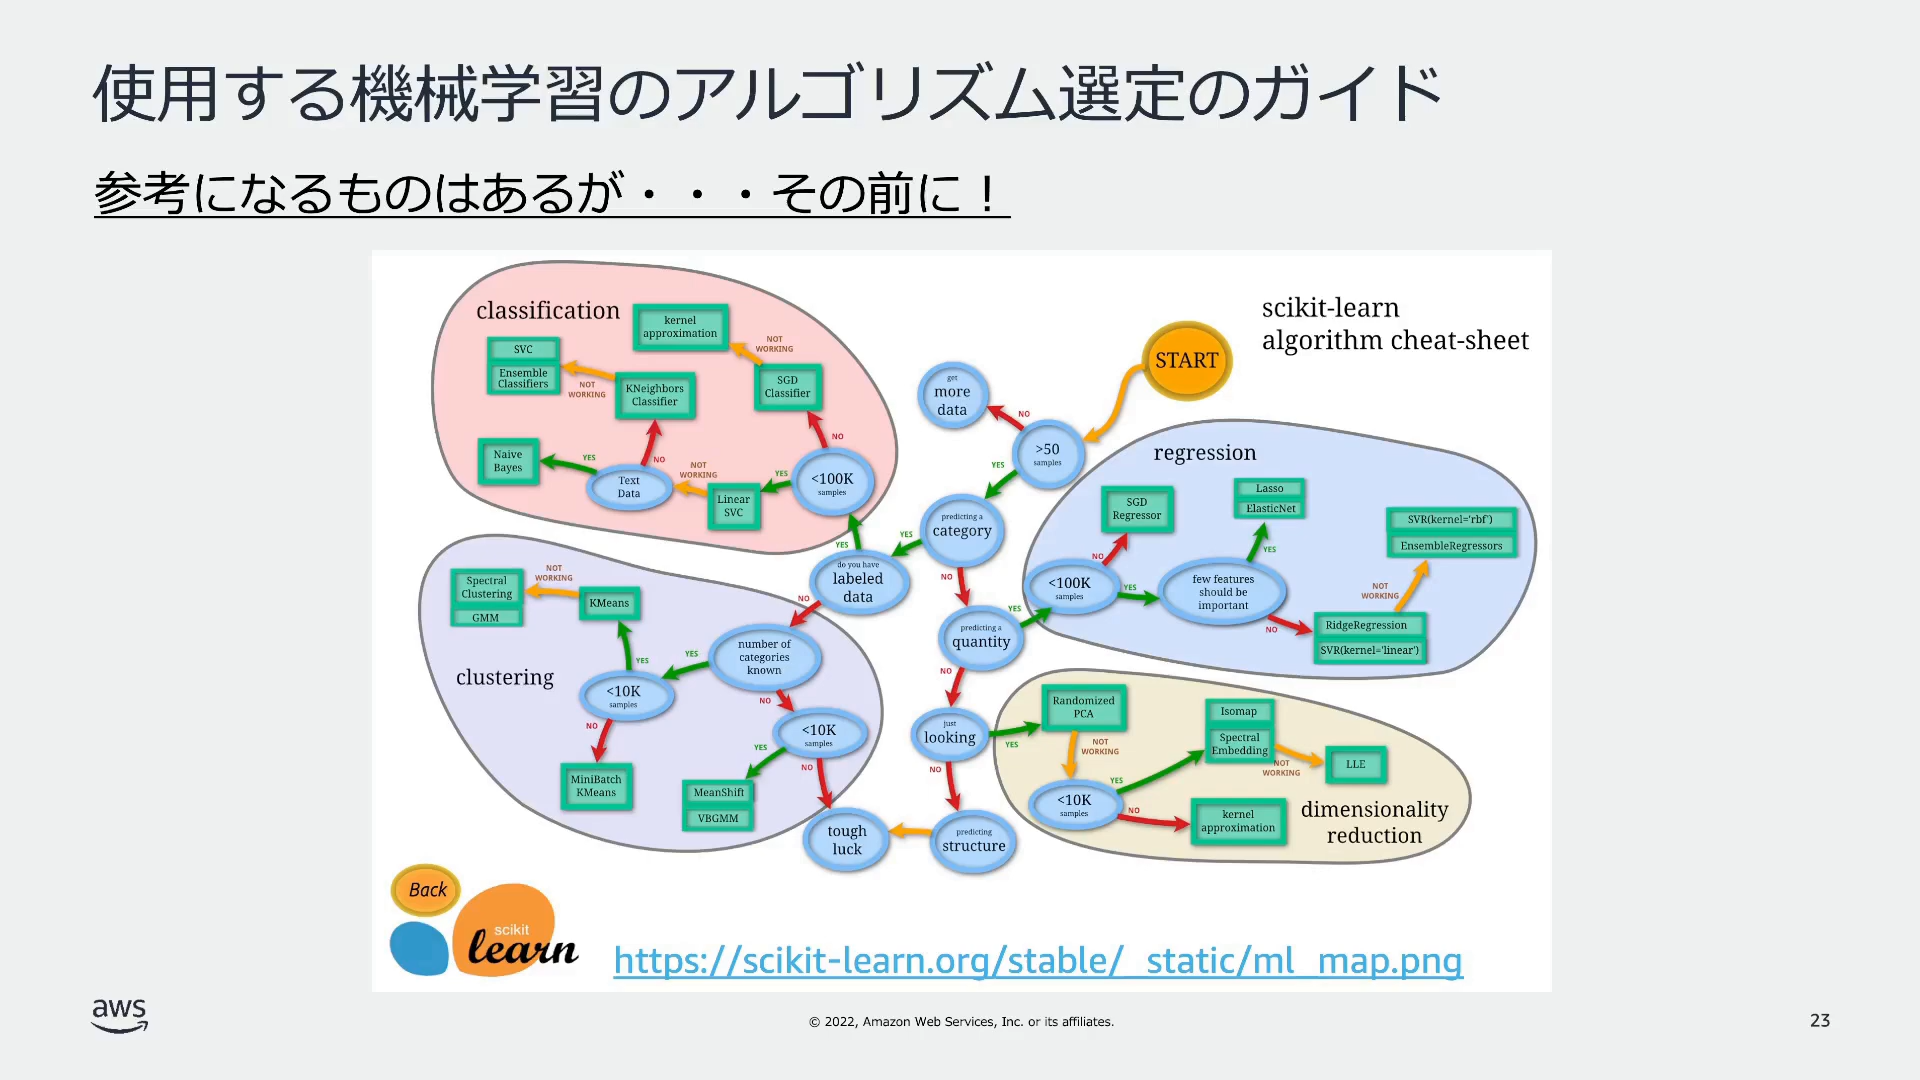 使用する機械学習のアルゴリズム選定のガイド
参考になるものはあるが・・・その前に！
classification
kernel
approximation
NOT
WORKING
SVC
Ensemble
Classifiers
NOT
WORKING
KNeighbors
Classifier
SGD
Classifier
NO
Naive
Bayes
YES
Text
Data
NO
NOT
WORKING
Linear
SVC
YES
<100K
samples
scikit-learn
algorithm cheat-sheet
START
get
more
data
NO
>50
samples
YES
predicting a
category
YES
do you have
labeled
data
YES
NO
NO
predicting a
quantity
YES
NO
just
looking
YES
NO
predicting
structure
tough
luck
regression
SGD
Regressor
Lasso
ElasticNet
SVR(kernel='rbf')
EnsembleRegressors
NO
YES
<100K
samples
YES
few features
should be
important
NOT
WORKING
NO
RidgeRegression
SVR(kernel='linear')
clustering
Spectral
Clustering
GMM
NOT
WORKING
KMeans
YES
number of
categories
known
YES
<10K
samples
NO
NO
<10K
samples
YES
NO
MiniBatch
KMeans
MeanShift
VBGMM
dimensionality
reduction
Randomized
PCA
NOT
WORKING
Isomap
Spectral
Embedding
NOT
WORKING
LLE
YES
<10K
samples
NO
kernel
approximation
Back
scikit
learn
https://scikit-learn.org/stable/_static/ml_map.png
aws
© 2022, Amazon Web Services, Inc. or its affiliates.
23